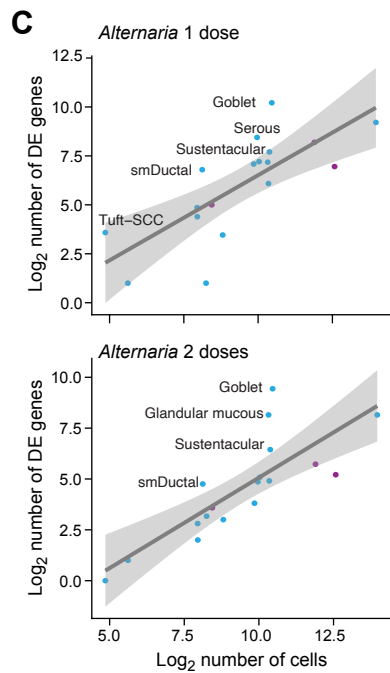 C
Alternaria 1 dose
Log2 number of DE genes
12.5
10.0
7.5
5.0
2.5
0.0
Goblet
Serous
Sustentacular
smDuctal
Tuft–SCC
Alternaria 2 doses
Log2 number of DE genes
10.0
7.5
5.0
2.5
0.0
Goblet
Glandular mucous
Sustentacular
smDuctal
5.0 7.5 10.0 12.5
Log2 number of cells